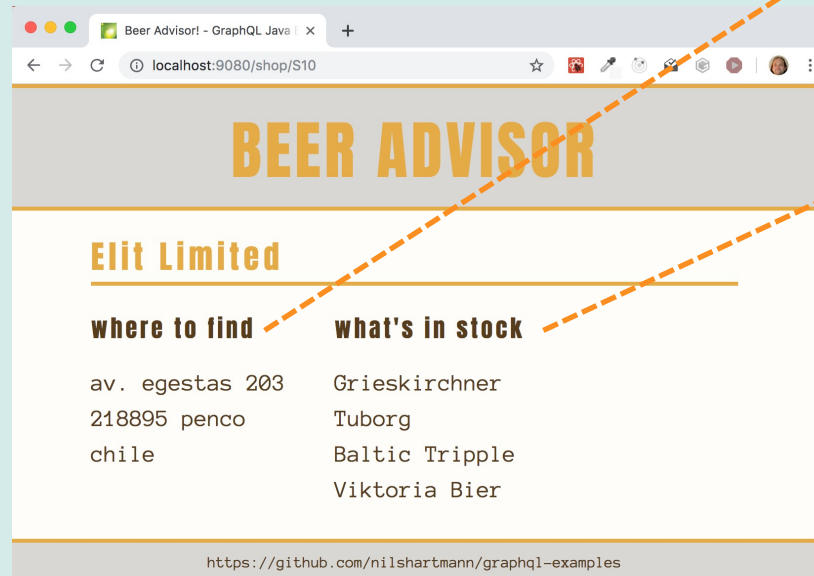 Beer Advisor! - GraphQL Java
localhost:9080/shop/S10
BEER ADVISOR
Elit Limited
where to find
what's in stock
av. egestas 203
218895 penco
chile
Grieskirchner
Tuborg
Baltic Tripple
Viktoria Bier
https://github.com/nilshartmann/graphql-examples